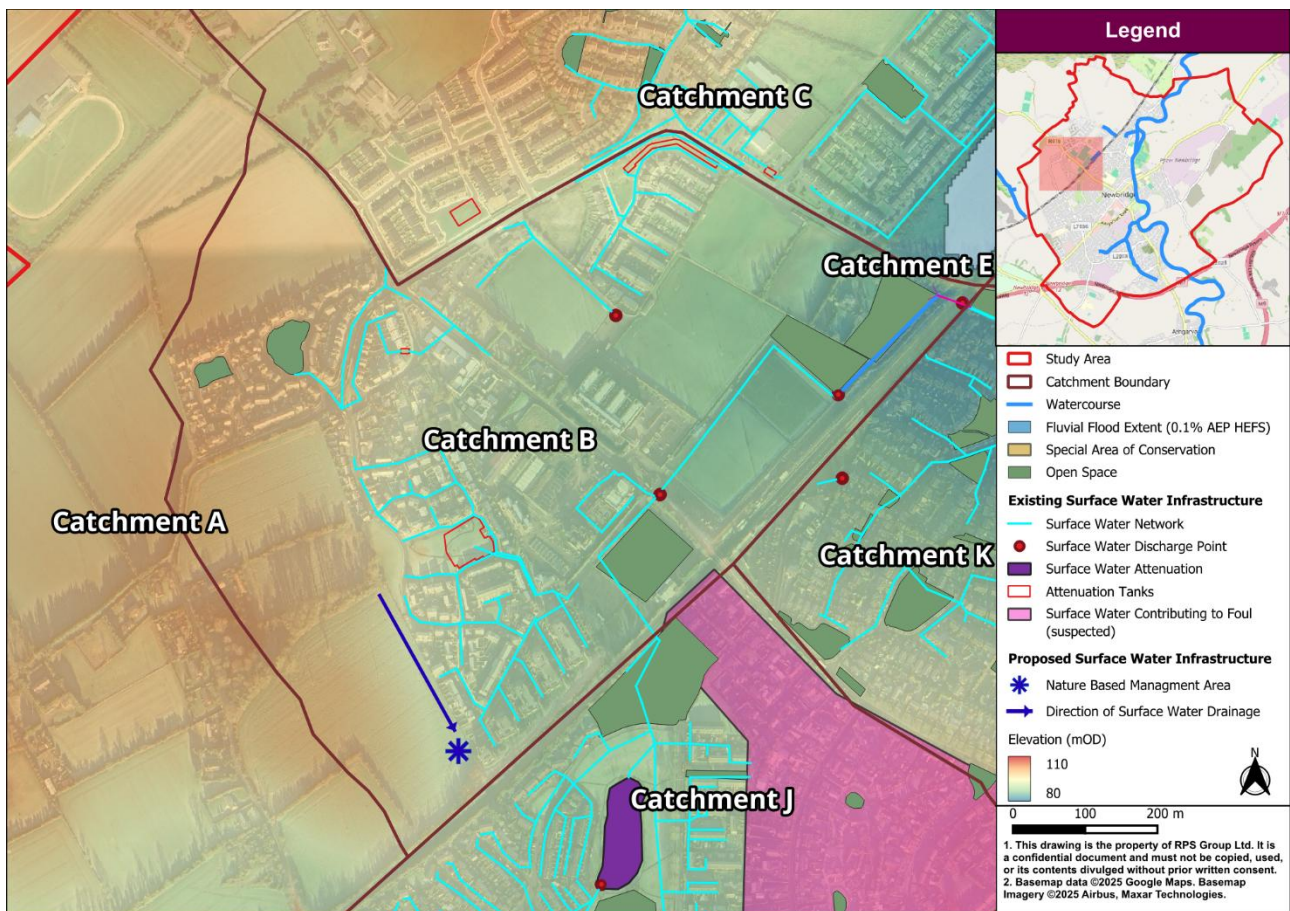 Catchment C
Catchment E
Catchment B
Catchment A
Catchment K
Catchment J
Legend
Newbridge
Study Area
Catchment Boundary
Watercourse
Fluvial Flood Extent (0.1% AEP HEFS)
Special Area of Conservation
Open Space
Existing Surface Water Infrastructure
Surface Water Network
Surface Water Discharge Point
Surface Water Attenuation
Attenuation Tanks
Surface Water Contributing to Foul
(suspected)
Proposed Surface Water Infrastructure
Nature Based Managment Area
Direction of Surface Water Drainage
Elevation (mOD)
110
80
N
0 100 200 m
1. This drawing is the property of RPS Group Ltd. It is
a confidential document and must not be copied, used,
or its contents divulged without prior written consent.
2. Basemap data ©2025 Google Maps. Basemap
Imagery ©2025 Airbus, Maxar Technologies.